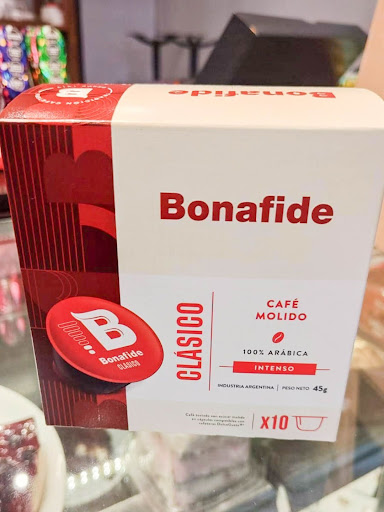 Bonafide
Bonafide
CLÁSICO
CAFÉ
MOLIDO
100% ARÁBICA
INTENSO
INDUSTRIA ARGENTINA | PESO NETO 45g
X10
B
Bonafide
CLÁSICO